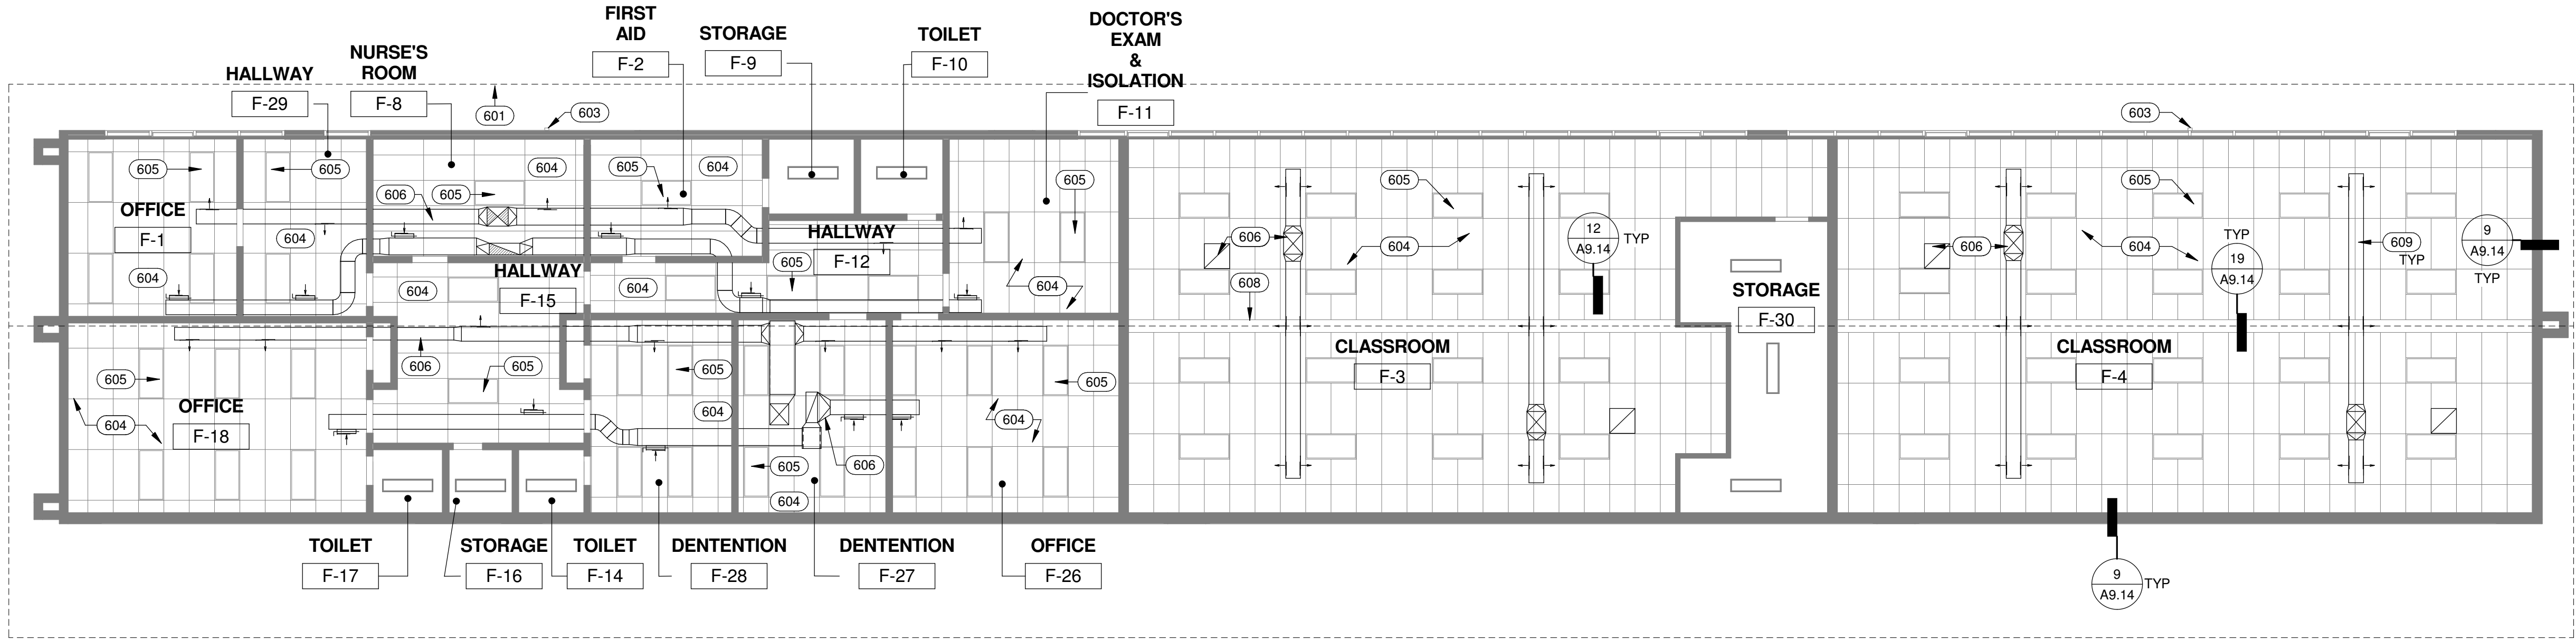 FIRST
AID
F-2
STORAGE
F-9
TOILET
F-10
DOCTOR'S
EXAM
&
ISOLATION
F-11
HALLWAY
F-29
NURSE'S
ROOM
F-8
601
603
603
605
605
604
606
605
605
604
605
605
605
OFFICE
F-1
604
604
HALLWAY
F-12
605
604
HALLWAY
F-15
604
604
606
604
608
12
A9.14
TYP
STORAGE
F-30
606
604
TYP
19
A9.14
609
TYP
9
A9.14
TYP
CLASSROOM
F-3
CLASSROOM
F-4
605
604
OFFICE
F-18
606
605
605
604
605
604
606
605
604
TOILET
F-17
STORAGE
F-16
TOILET
F-14
DENTENTION
F-28
DENTENTION
F-27
OFFICE
F-26
9
A9.14
TYP